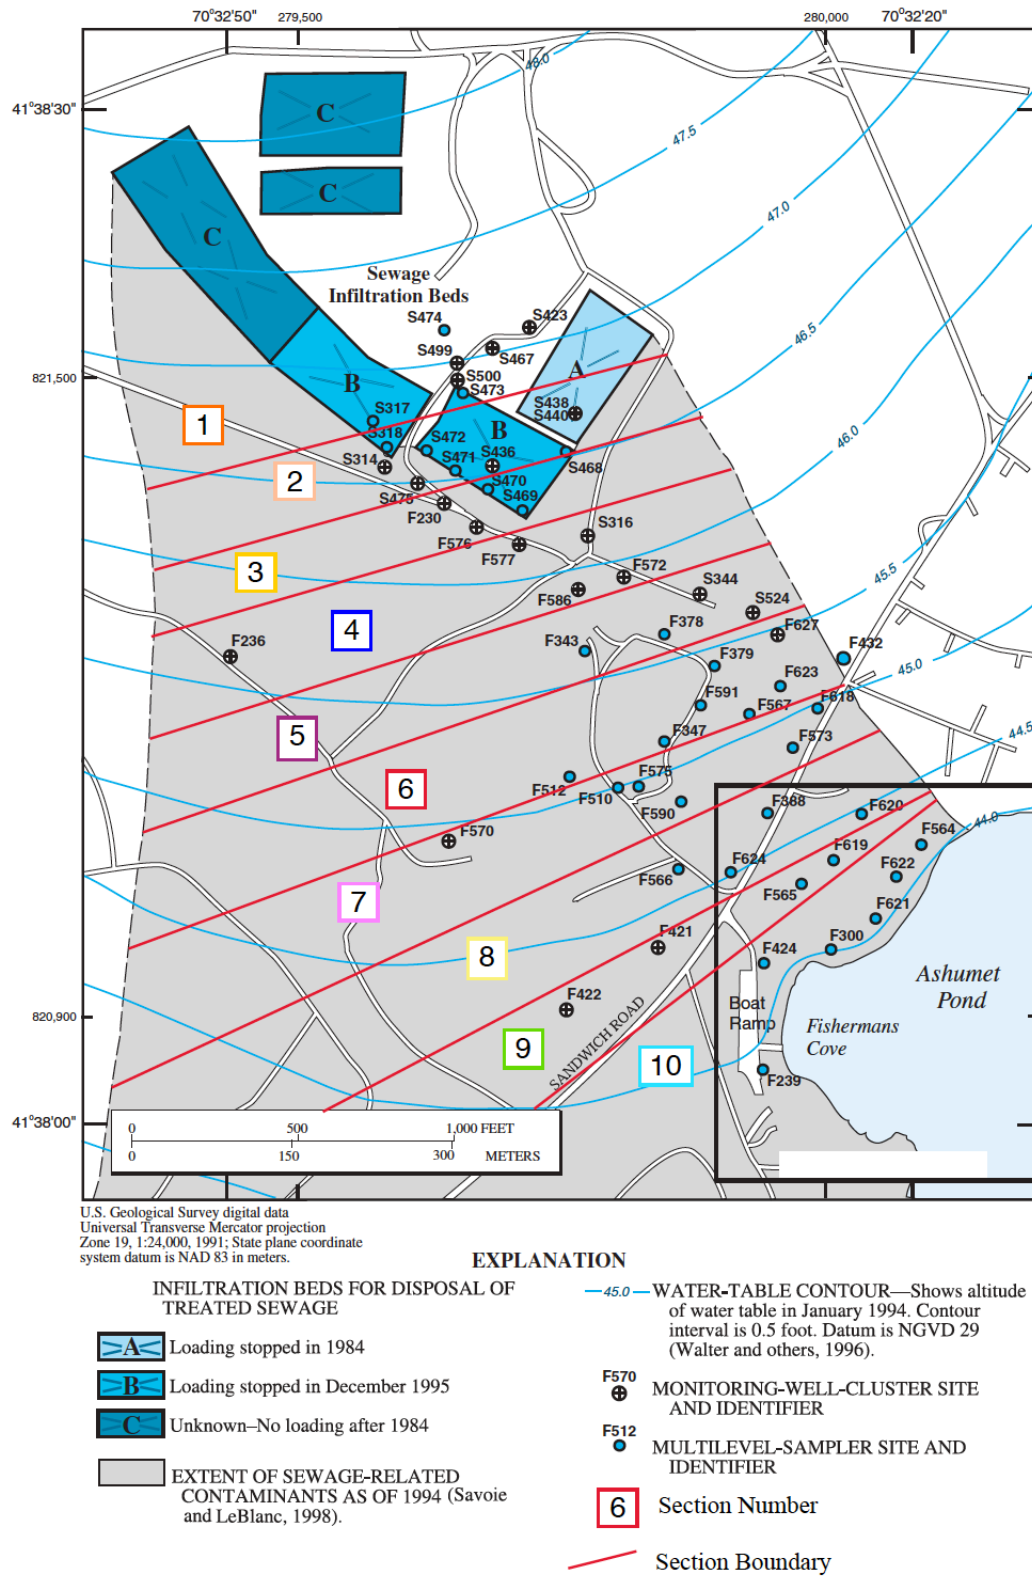 70°32'50"
279,500
280,000
70°32'20"
41°38'30"
48.0
47.5
47.0
46.5
46.0
45.5
45.0
44.5
44.0
C
C
C
Sewage
Infiltration Beds
S474
S423
S499
S467
S500
S473
A
821,500
B
S438
S440
S317
1
S318
S472
B
S436
S314
S471
S468
2
S470
S475
S469
F230
S316
F576
F577
3
F572
F586
S344
S524
4
F378
F627
F236
F343
F379
F432
F623
F591
F567
F618
5
F347
F573
F512
F575
6
F510
F590
F388
F620
F570
F564
F619
F624
F622
F566
F565
7
F621
F421
F300
8
F424
Ashumet
Pond
F422
Boat
Ramp
820,900
Fishermans
Cove
SANDWICH ROAD
9
10
F239
41°38'00"
0 500 1,000 FEET
0 150 300 METERS
U.S. Geological Survey digital data
Universal Transverse Mercator projection
Zone 19, 1:24,000, 1991; State plane coordinate
system datum is NAD 83 in meters.
EXPLANATION
INFILTRATION BEDS FOR DISPOSAL OF
TREATED SEWAGE
A Loading stopped in 1984
B Loading stopped in December 1995
C Unknown–No loading after 1984
EXTENT OF SEWAGE-RELATED
CONTAMINANTS AS OF 1994 (Savoie
and LeBlanc, 1998).
45.0 WATER-TABLE CONTOUR—Shows altitude
of water table in January 1994. Contour
interval is 0.5 foot. Datum is NGVD 29
(Walter and others, 1996).
F570
MONITORING-WELL-CLUSTER SITE
AND IDENTIFIER
F512
MULTILEVEL-SAMPLER SITE AND
IDENTIFIER
6 Section Number
Section Boundary